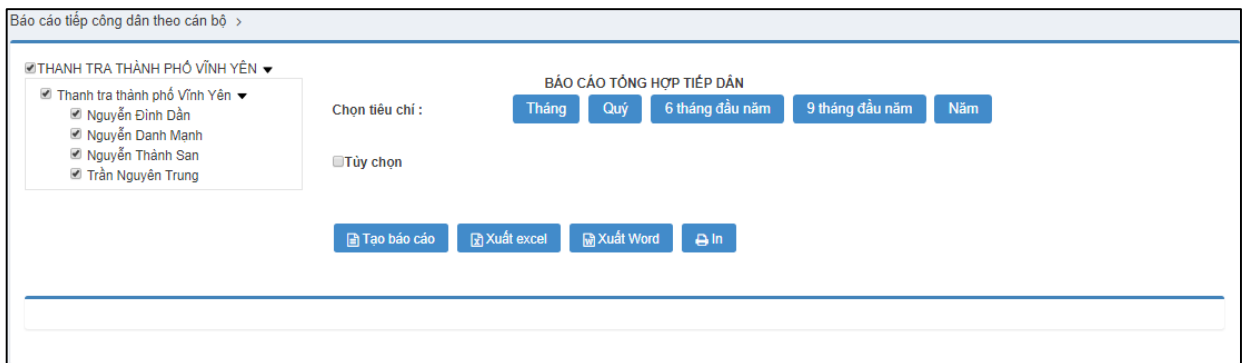 Báo cáo tiếp công dân theo cán bộ >
THANH TRA THÀNH PHỐ VĨNH YÊN
Thanh tra thành phố Vĩnh Yên
Nguyễn Đình Dần
Nguyễn Danh Mạnh
Nguyễn Thành San
Trần Nguyên Trung
BÁO CÁO TỔNG HỢP TIẾP DÂN
Chọn tiêu chí : Tháng Quý 6 tháng đầu năm 9 tháng đầu năm Năm
Tùy chọn
Tạo báo cáo Xuất excel Xuất Word In